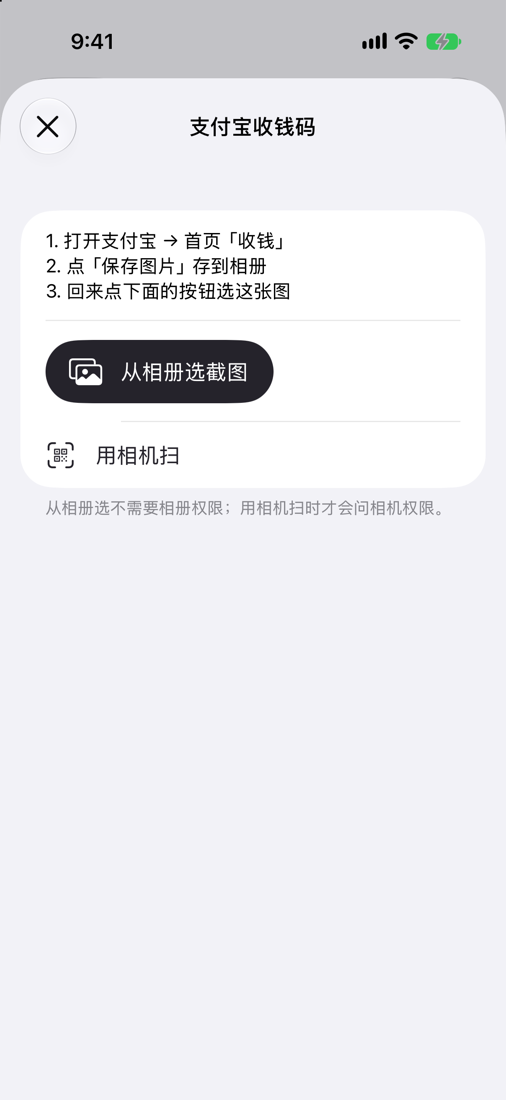 9:41
支付宝收钱码
1. 打开支付宝 → 首页「收钱」
2. 点「保存图片」存到相册
3. 回来点下面的按钮选这张图
从相册选截图
用相机扫
从相册选不需要相册权限；用相机扫时才会问相机权限。